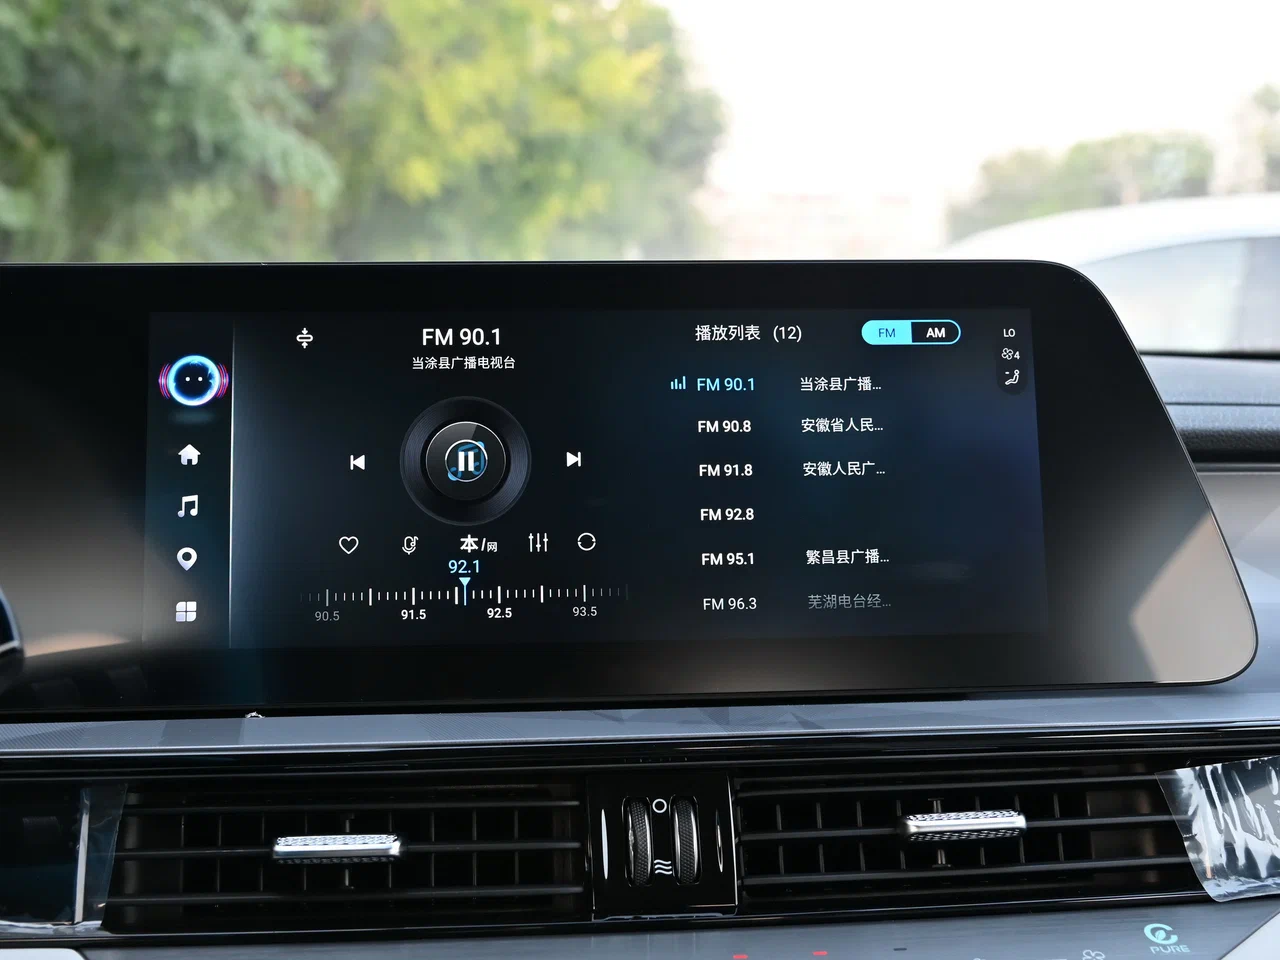 FM 90.1
当涂县广播电视台
本/网
92.1
90.5 91.5 92.5 93.5
播放列表 (12)
FM AM
FM 90.1 当涂县广播...
FM 90.8 安徽省人民...
FM 91.8 安徽人民广...
FM 92.8
FM 95.1 繁昌县广播...
FM 96.3 芜湖电台经...
LO
4
PURE